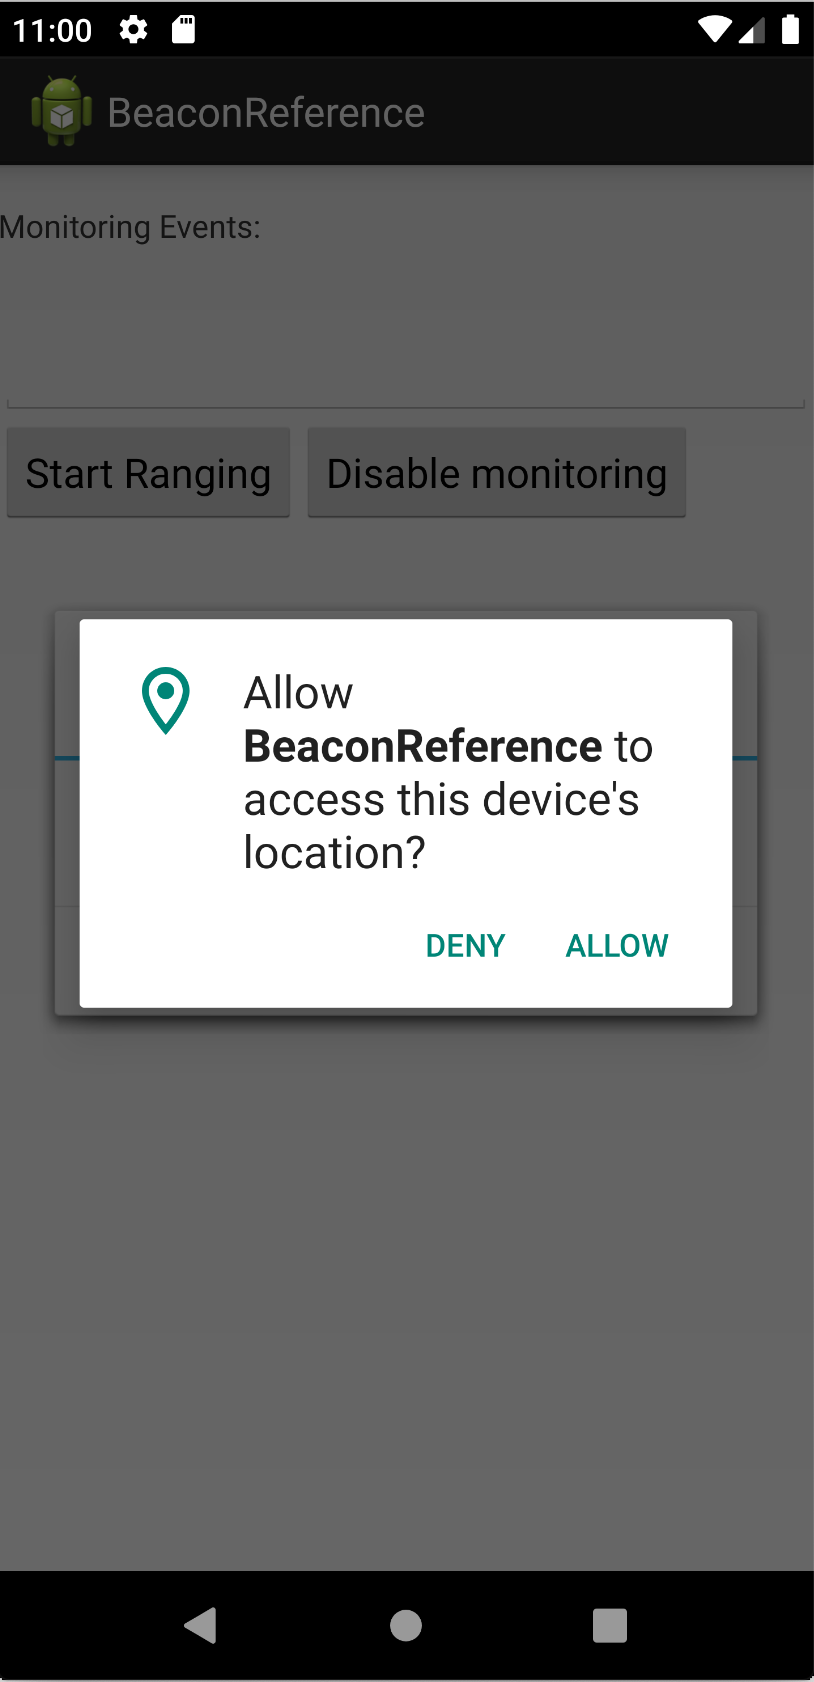 11:00
BeaconReference
Monitoring Events:
Start Ranging
Disable monitoring
Allow
BeaconReference to
access this device's
location?
DENY
ALLOW